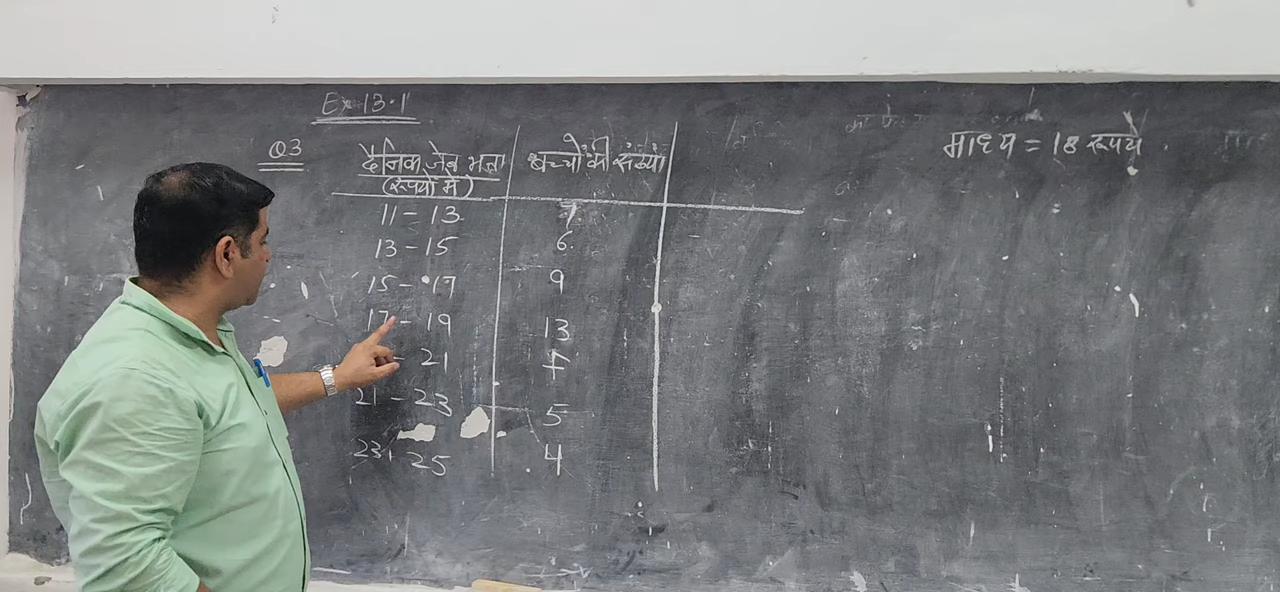 Ex 13.1
Q3
दैनिक जेब भत्ता (रूपयों में) बच्चों की संख्या
11 - 13 7
13 - 15 6
15 - 17 9
17 - 19 13
- 21 f
21 - 23 5
23 - 25 4
माध्य = 18 रूपये